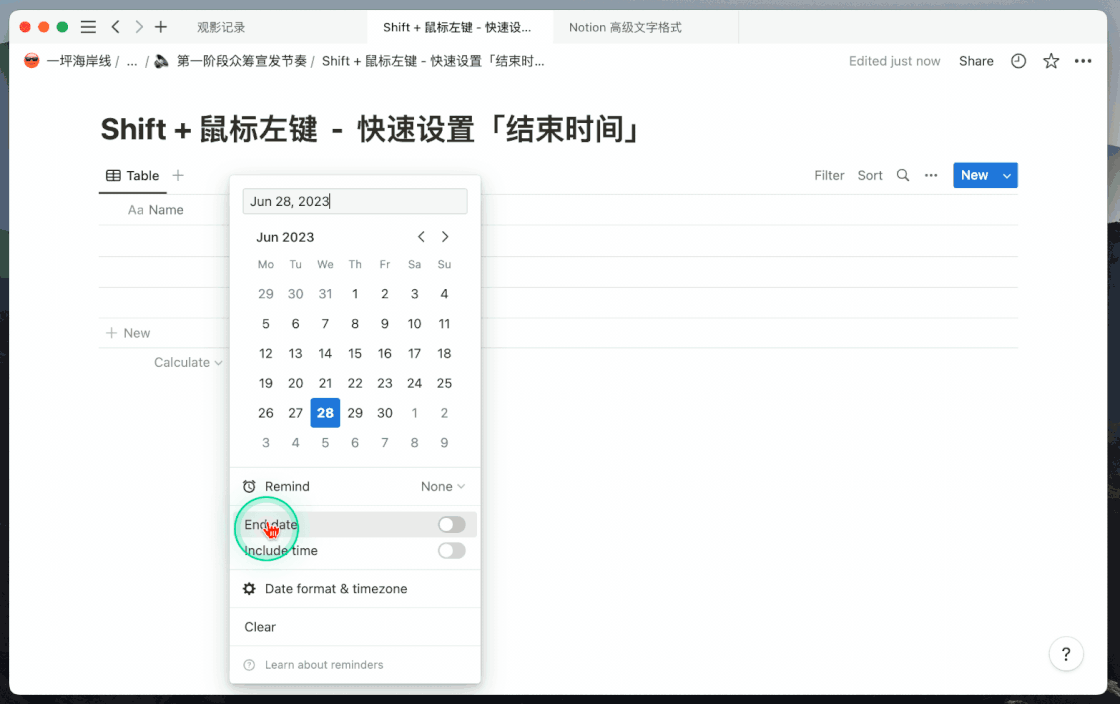 观影记录
Shift + 鼠标左键 - 快速设...
Notion 高级文字格式
一坪海岸线 / ... / 第一阶段众筹宣发节奏 / Shift + 鼠标左键 - 快速设置「结束时...
Edited just now
Share
Shift + 鼠标左键 - 快速设置「结束时间」
Table
Filter
Sort
New
Aa Name
New
Calculate
Jun 28, 2023
Jun 2023
Mo Tu We Th Fr Sa Su
29 30 31 1 2 3 4
5 6 7 8 9 10 11
12 13 14 15 16 17 18
19 20 21 22 23 24 25
26 27 28 29 30 1 2
3 4 5 6 7 8 9
Remind None
End date
Include time
Date format & timezone
Clear
Learn about reminders
?